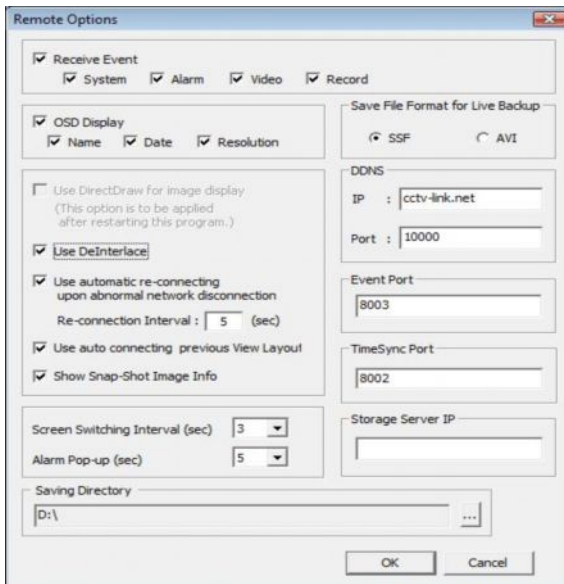 Remote Options
Receive Event
System Alarm Video Record
OSD Display
Name Date Resolution
Save File Format for Live Backup
SSF AVI
Use DirectDraw for image display
(This option is to be applied
after restarting this program.)
Use DeInterlace
Use automatic re-connecting
upon abnormal network disconnection
Re-connection Interval : 5 (sec)
Use auto connecting previous View Layout
Show Snap-Shot Image Info
DDNS
IP : cctv-link.net
Port : 10000
Event Port
8003
TimeSync Port
8002
Screen Switching Interval (sec) 3
Alarm Pop-up (sec) 5
Storage Server IP
Saving Directory
D:\
...
OK Cancel